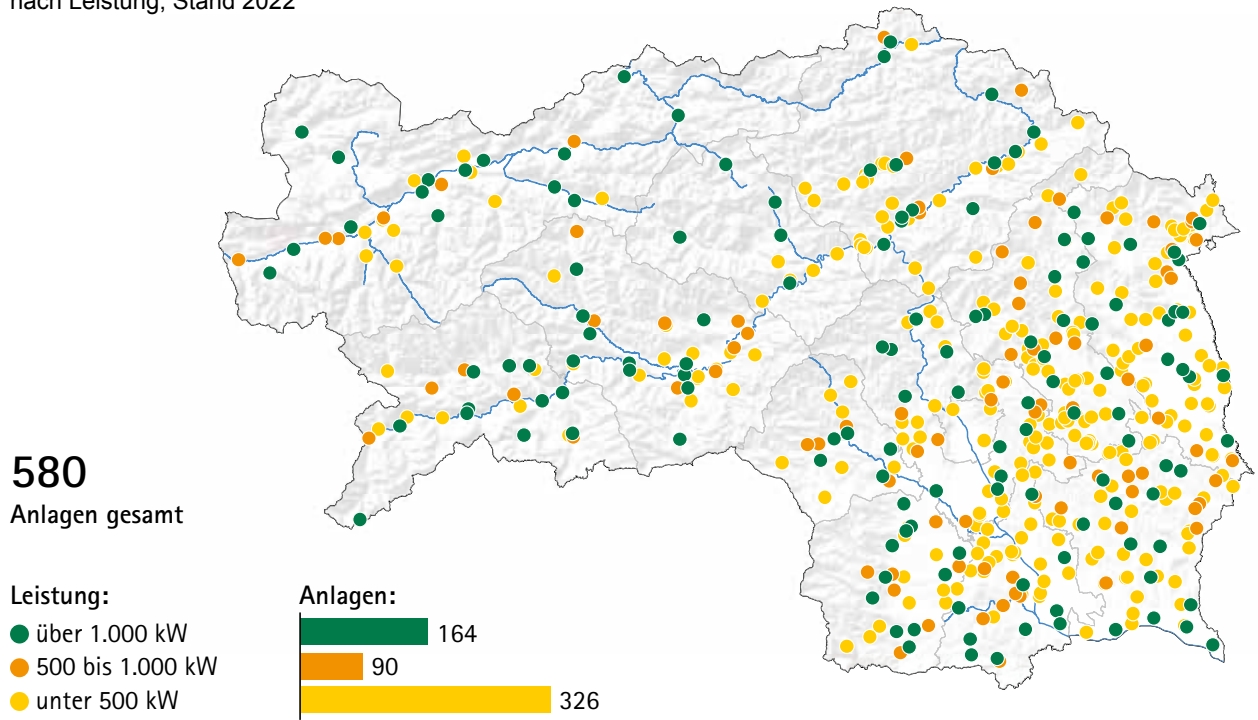 nach Leistung, Stand 2022
580
Anlagen gesamt
Leistung:
über 1.000 kW
500 bis 1.000 kW
unter 500 kW
Anlagen:
164
90
326